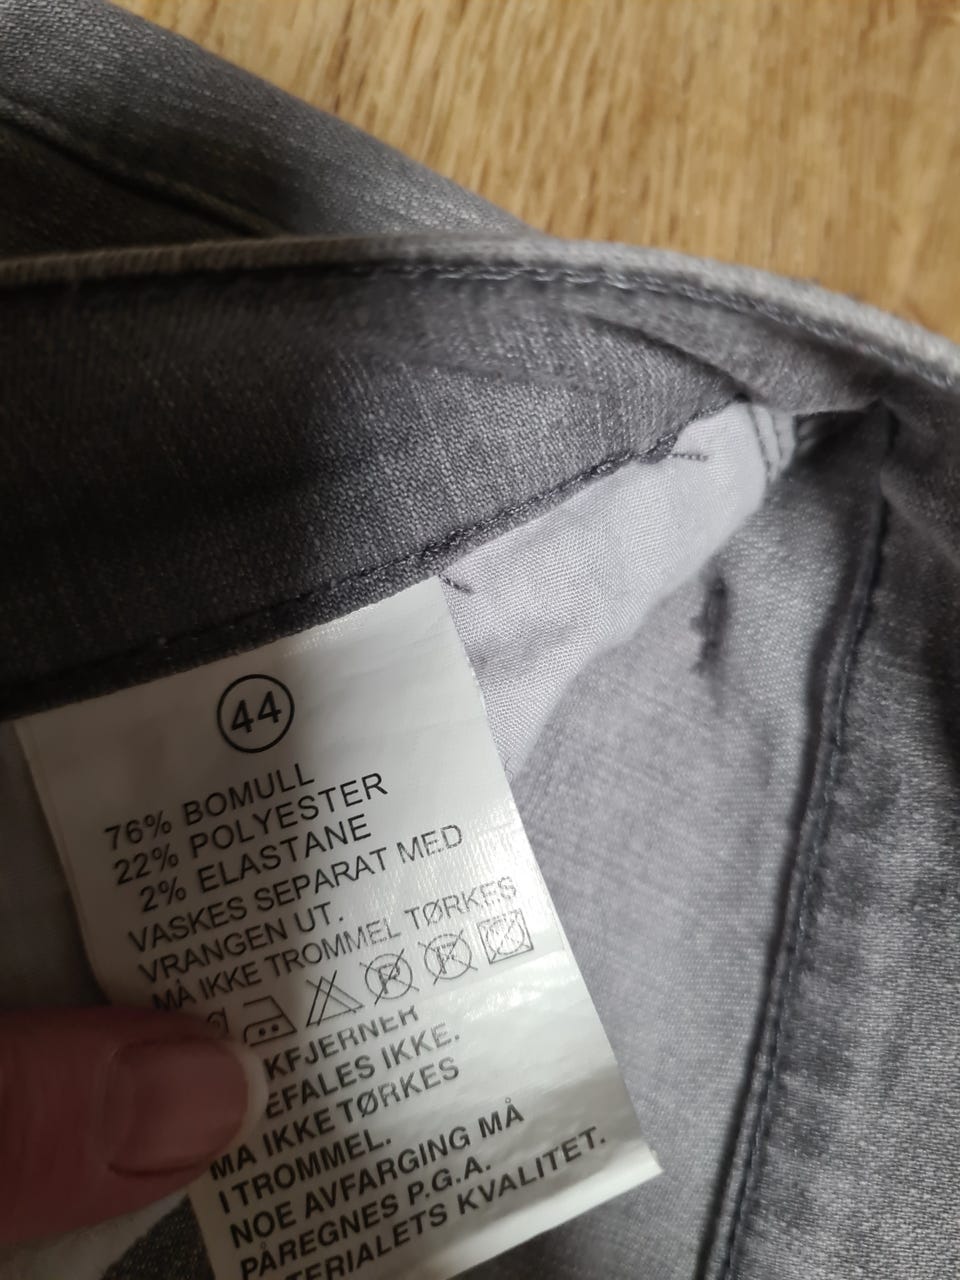 44
76% BOMULL
22% POLYESTER
2% ELASTANE
VASKES SEPARAT MED
VRANGEN UT.
MÅ IKKE TROMMEL TØRKES
P P
KFJERNER
EFALES IKKE.
MA IKKE TØRKES
I TROMMEL.
NOE AVFARGING MÅ
PÅREGNES P.G.A.
TERIALETS KVALITET.